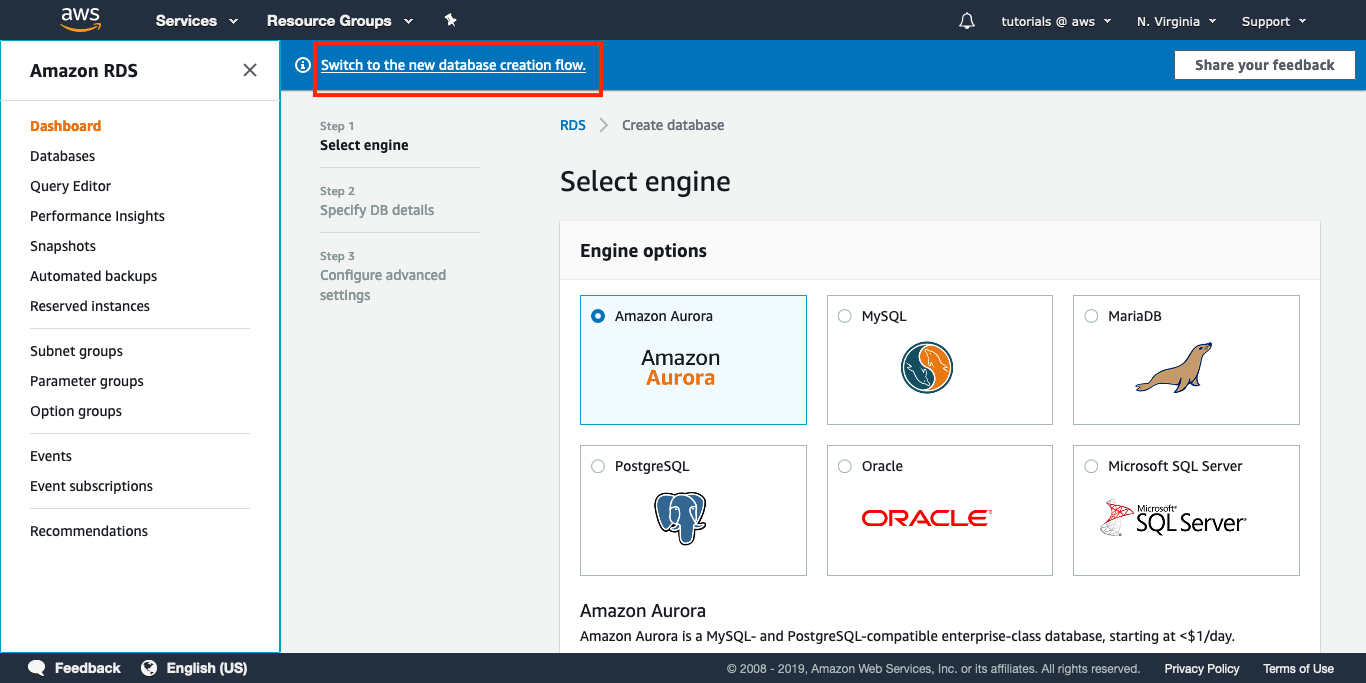 aws
Services
Resource Groups
tutorials @ aws
N. Virginia
Support
Amazon RDS
Dashboard
Databases
Query Editor
Performance Insights
Snapshots
Automated backups
Reserved instances
Subnet groups
Parameter groups
Option groups
Events
Event subscriptions
Recommendations
Switch to the new database creation flow.
Share your feedback
Step 1
Select engine
Step 2
Specify DB details
Step 3
Configure advanced
settings
RDS
Create database
Select engine
Engine options
Amazon Aurora
Amazon
Aurora
MySQL
MariaDB
PostgreSQL
Oracle
ORACLE®
Microsoft SQL Server
Microsoft®
SQL Server®
Amazon Aurora
Amazon Aurora is a MySQL- and PostgreSQL-compatible enterprise-class database, starting at <$1/day.
Feedback
English (US)
© 2008 - 2019, Amazon Web Services, Inc. or its affiliates. All rights reserved.
Privacy Policy
Terms of Use